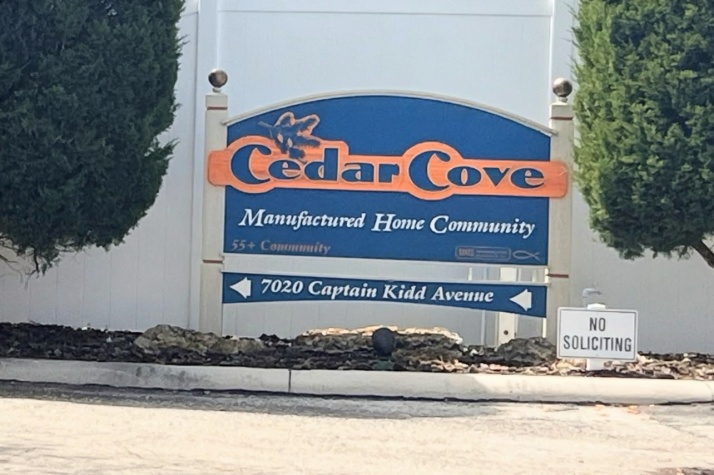 Cedar Cove
Manufactured Home Community
55+ Community
7020 Captain Kidd Avenue
NO
SOLICITING